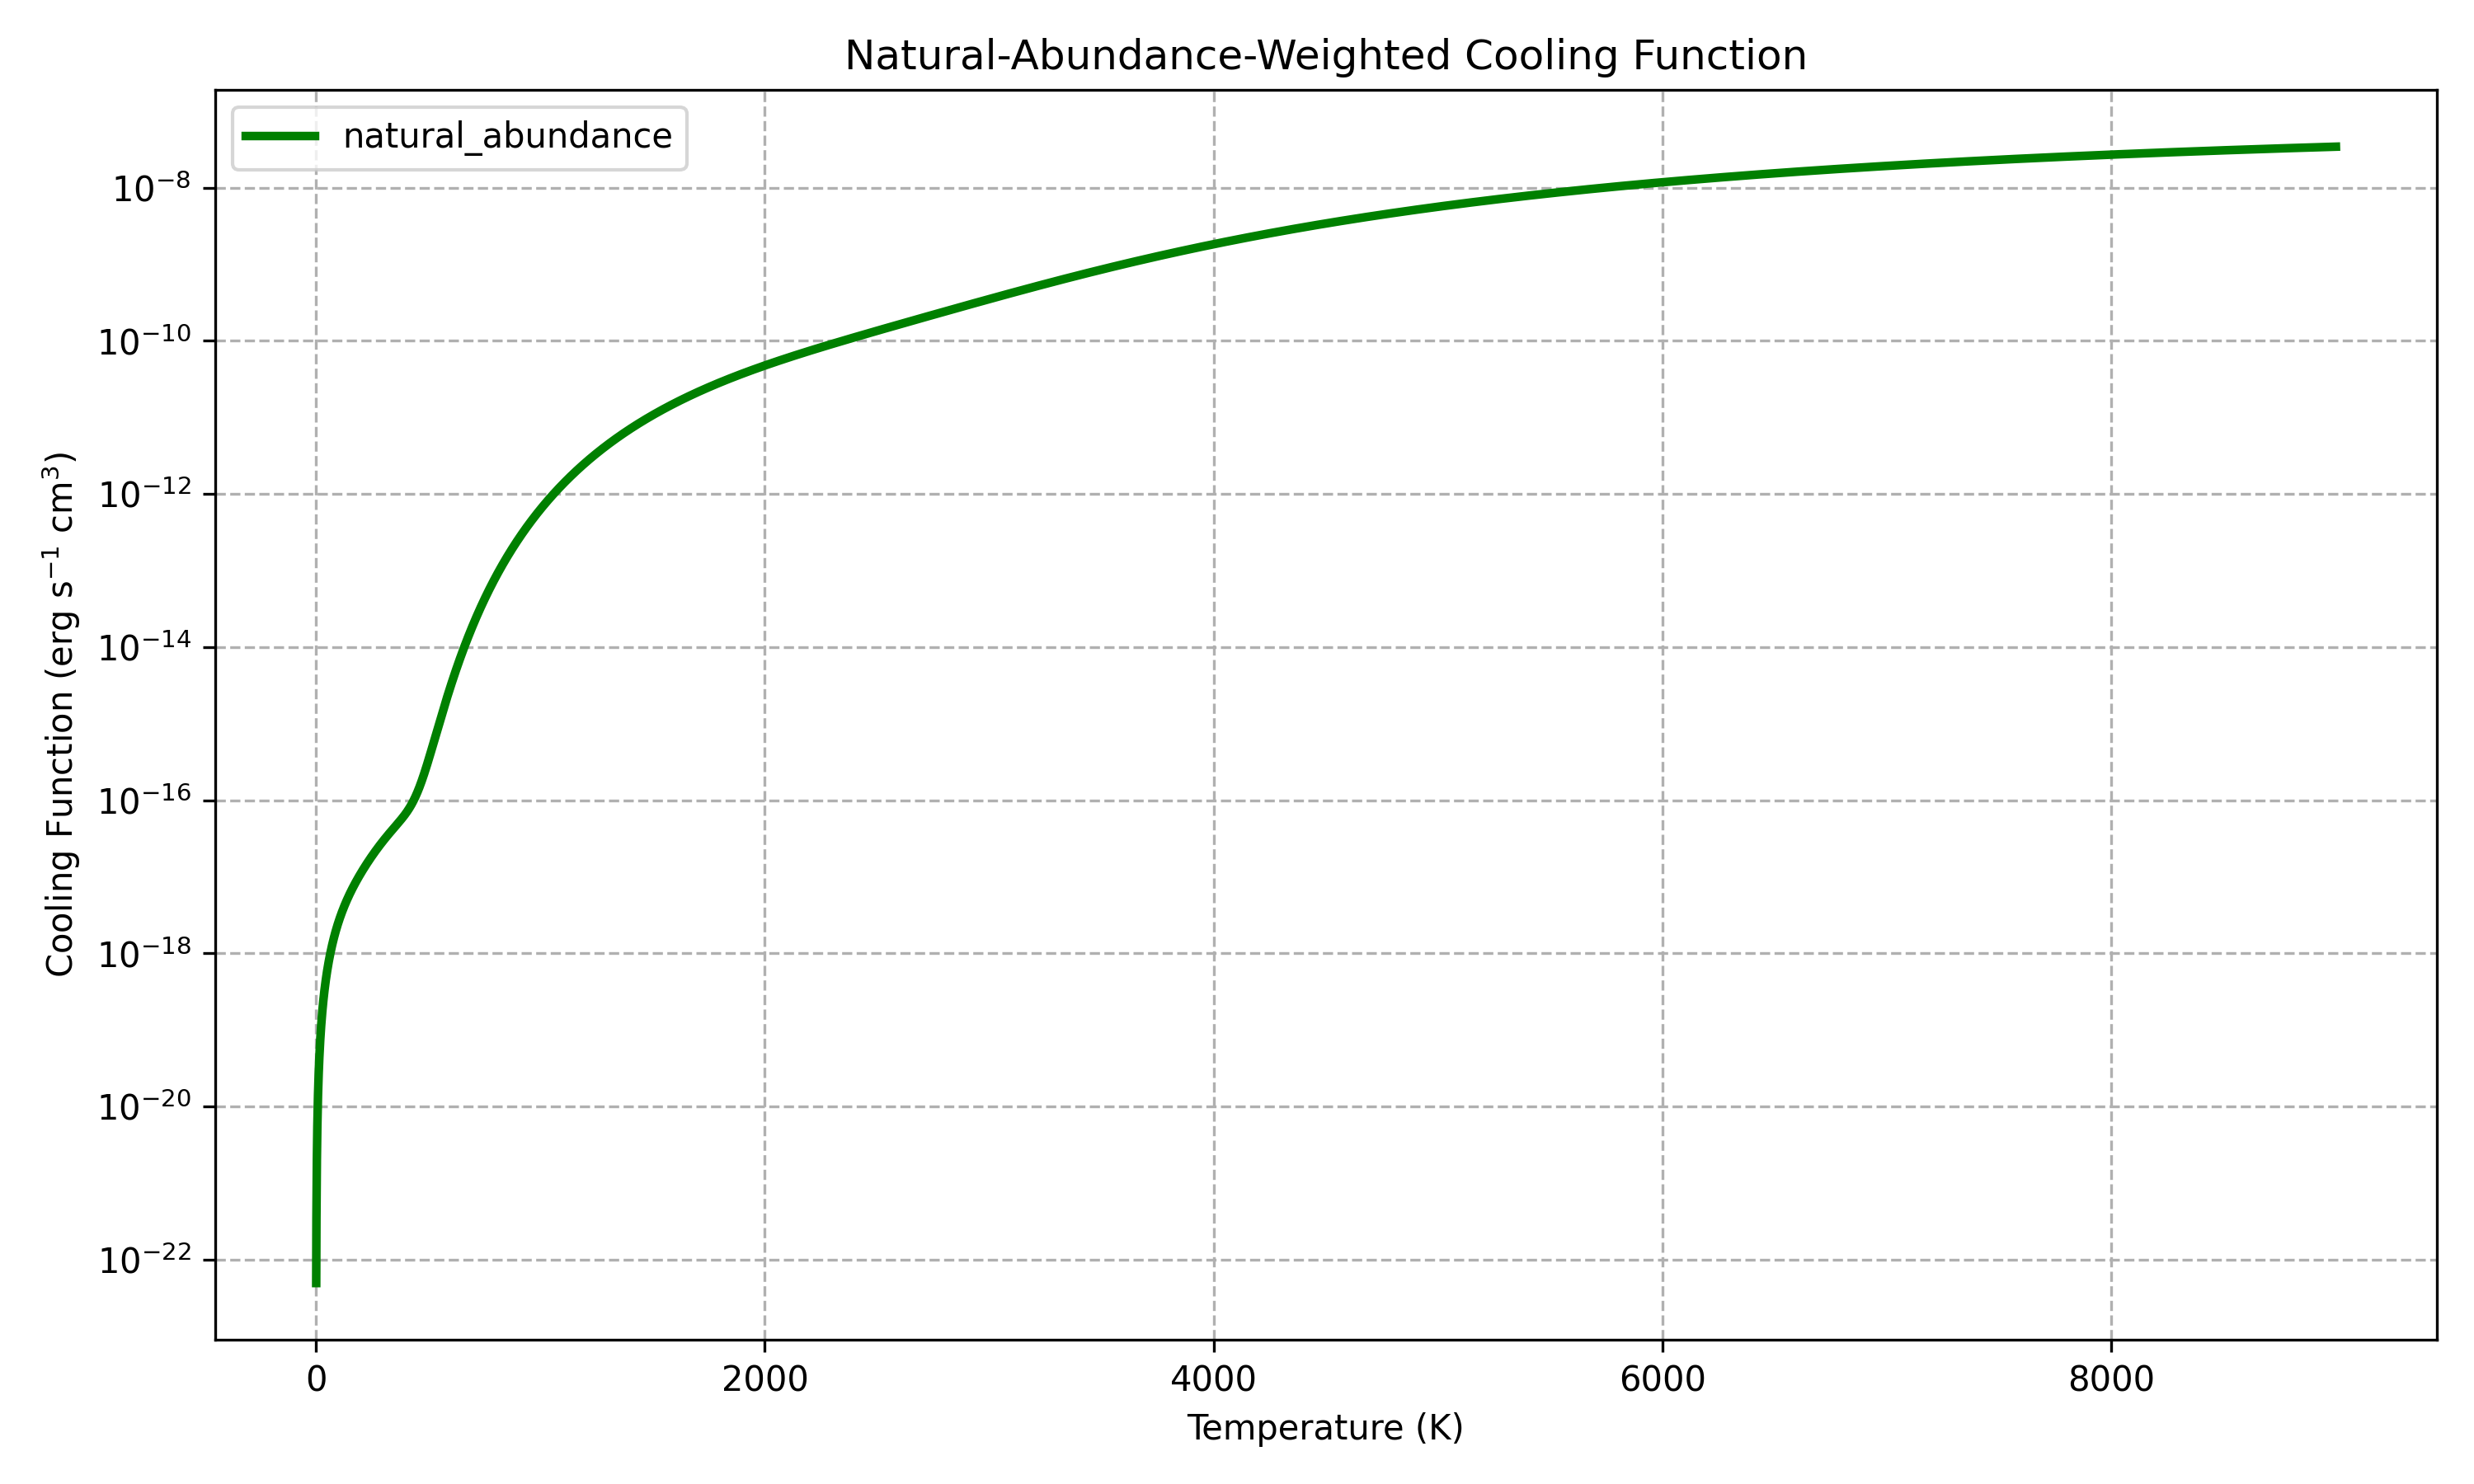 Natural-Abundance-Weighted Cooling Function
natural_abundance
10⁻⁸
10⁻¹⁰
10⁻¹²
10⁻¹⁴
10⁻¹⁶
10⁻¹⁸
10⁻²⁰
10⁻²²
Cooling Function (erg s⁻¹ cm³)
0 2000 4000 6000 8000
Temperature (K)